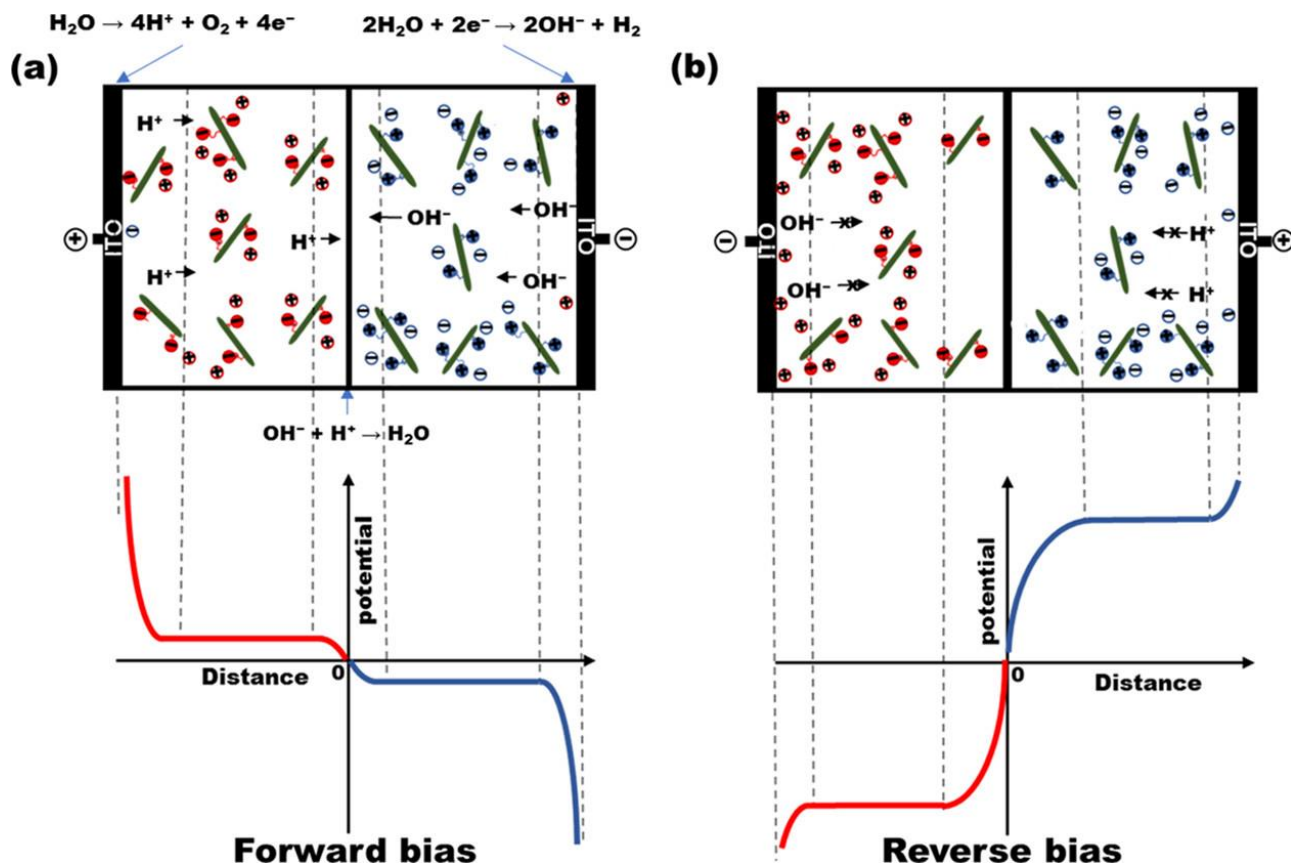 H₂O → 4H⁺ + O₂ + 4e⁻
2H₂O + 2e⁻ → 2OH⁻ + H₂
(a)
(b)
H⁺
OH⁻
OH⁻
H⁺
H⁺
OH⁻
ITO
ITO
+
−
OH⁻
OH⁻
H⁺
H⁺
ITO
ITO
−
+
OH⁻ + H⁺ → H₂O
potential
Distance
0
potential
0
Distance
Forward bias
Reverse bias